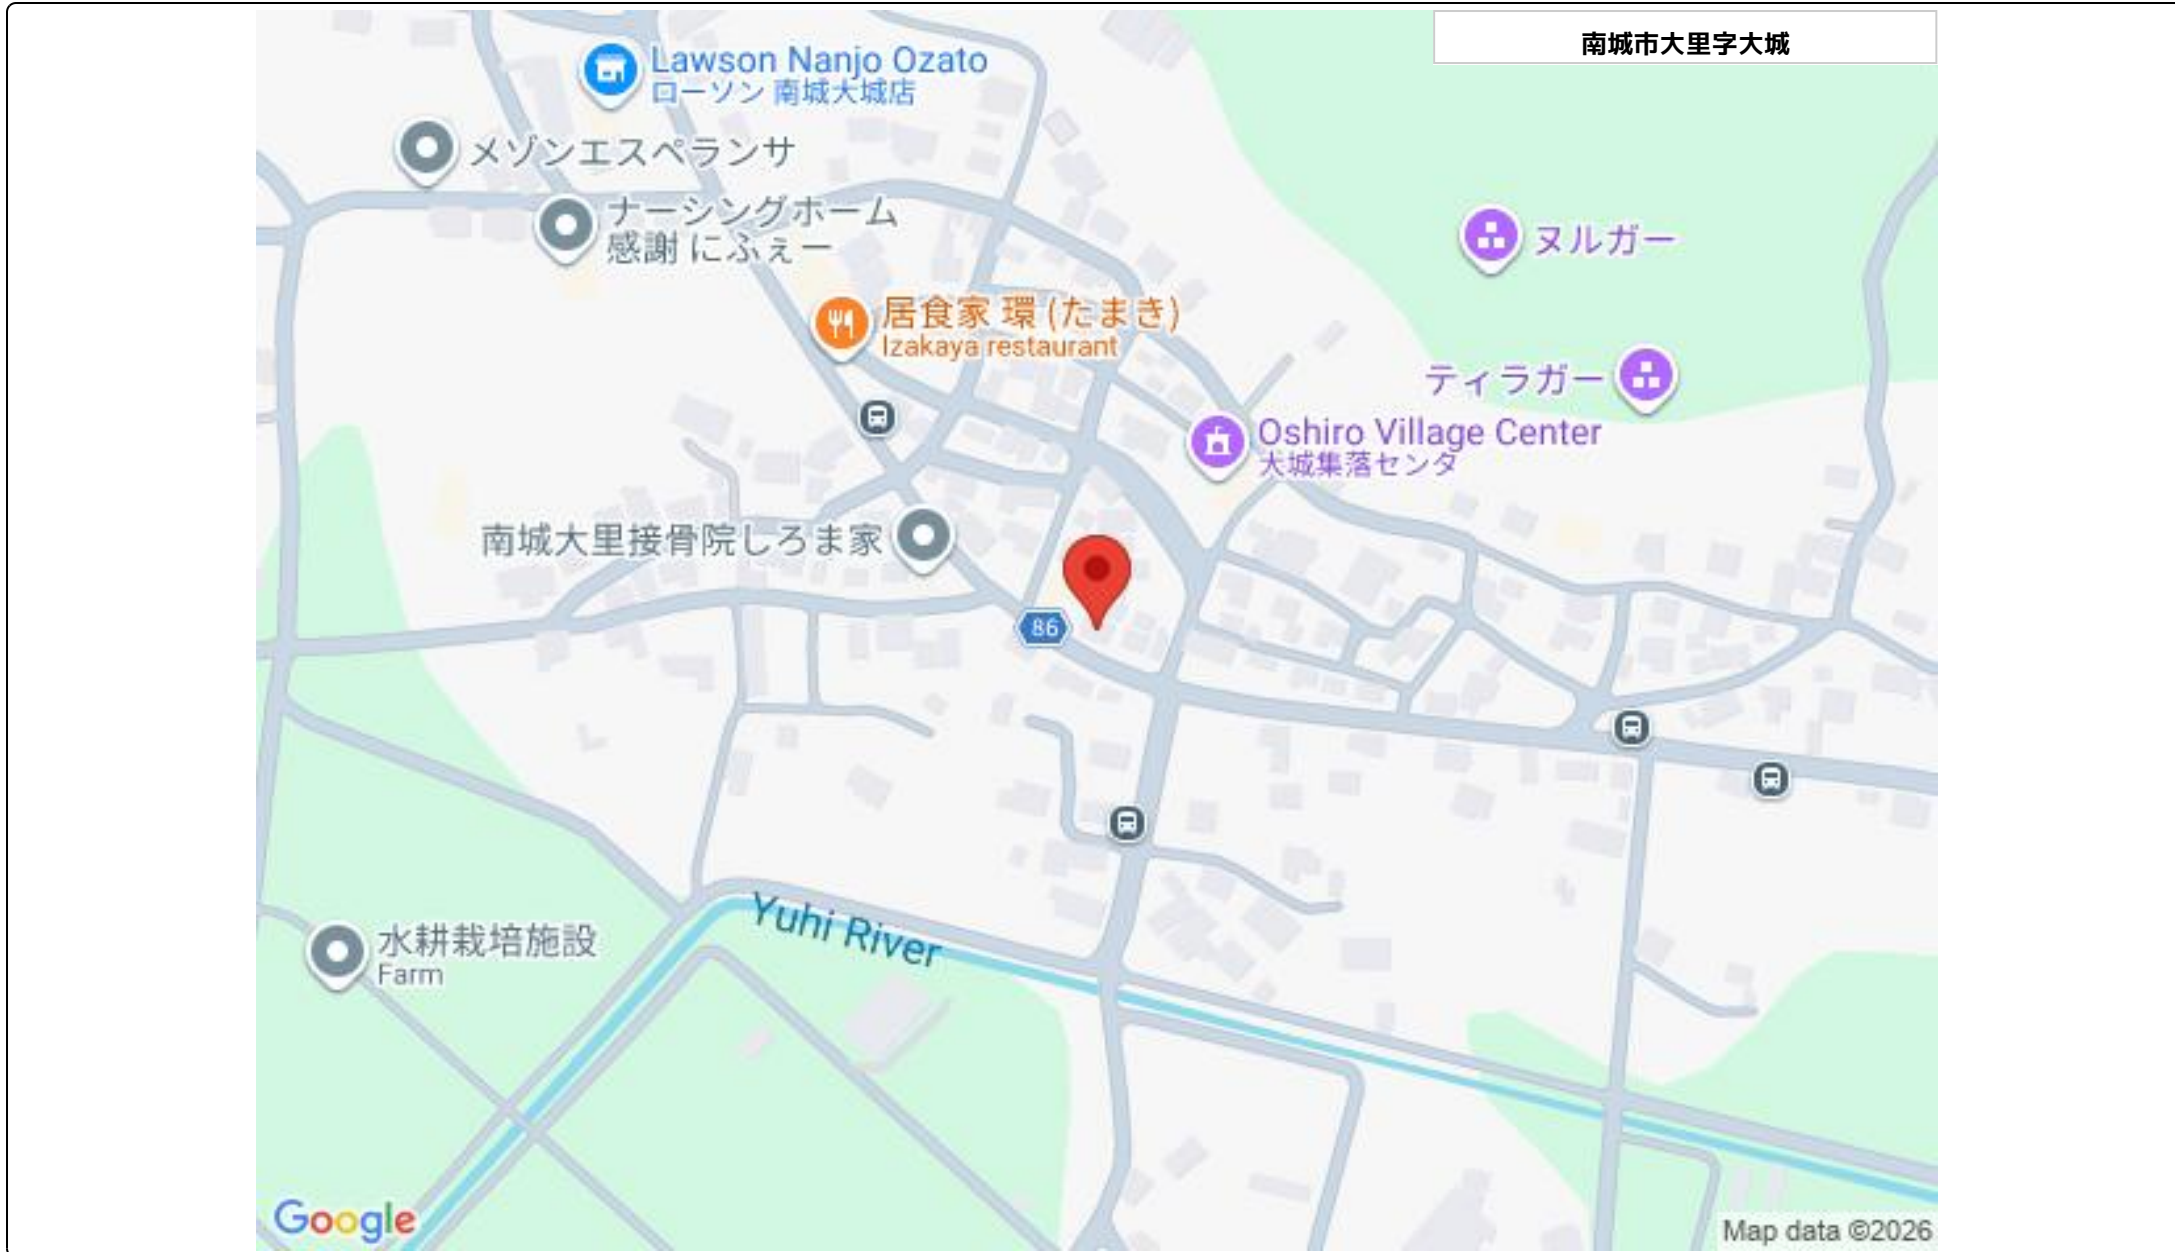 南城市大里字大城
Lawson Nanjo Ozato
ローソン 南城大城店
メゾンエスペランサ
ナーシングホーム
感謝 にふぇー
ヌルガー
居食家 環 (たまき)
Izakaya restaurant
ティラガー
Oshiro Village Center
大城集落センタ
南城大里接骨院しろま家
86
Yuhi River
水耕栽培施設
Farm
Google
Map data ©2026